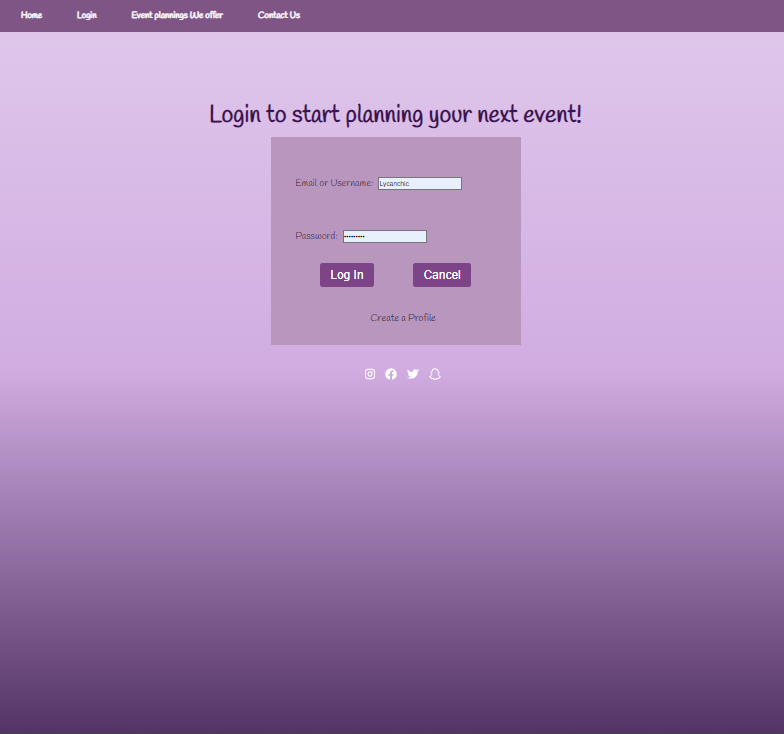 Home Login Event plannings We offer Contact Us
Login to start planning your next event!
Email or Username: Lycanchic
Password:
Log In Cancel
Create a Profile